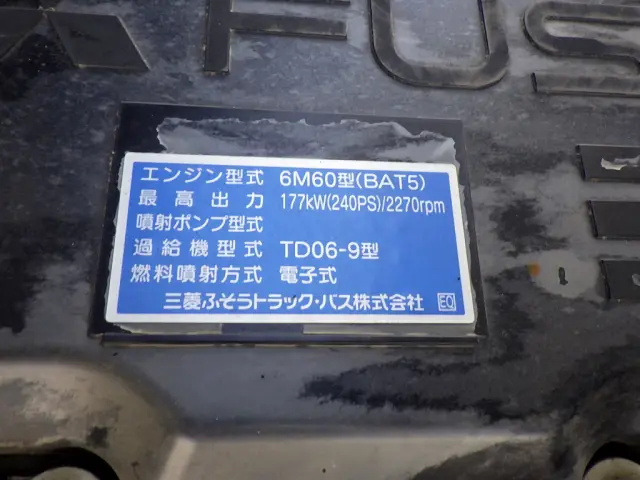 FUS
エンジン型式 6M60型(BAT5)
最高出力 177kW(240PS)/2270rpm
噴射ポンプ型式
過給機型式 TD06-9型
燃料噴射方式 電子式
三菱ふそうトラック・バス株式会社 EQ